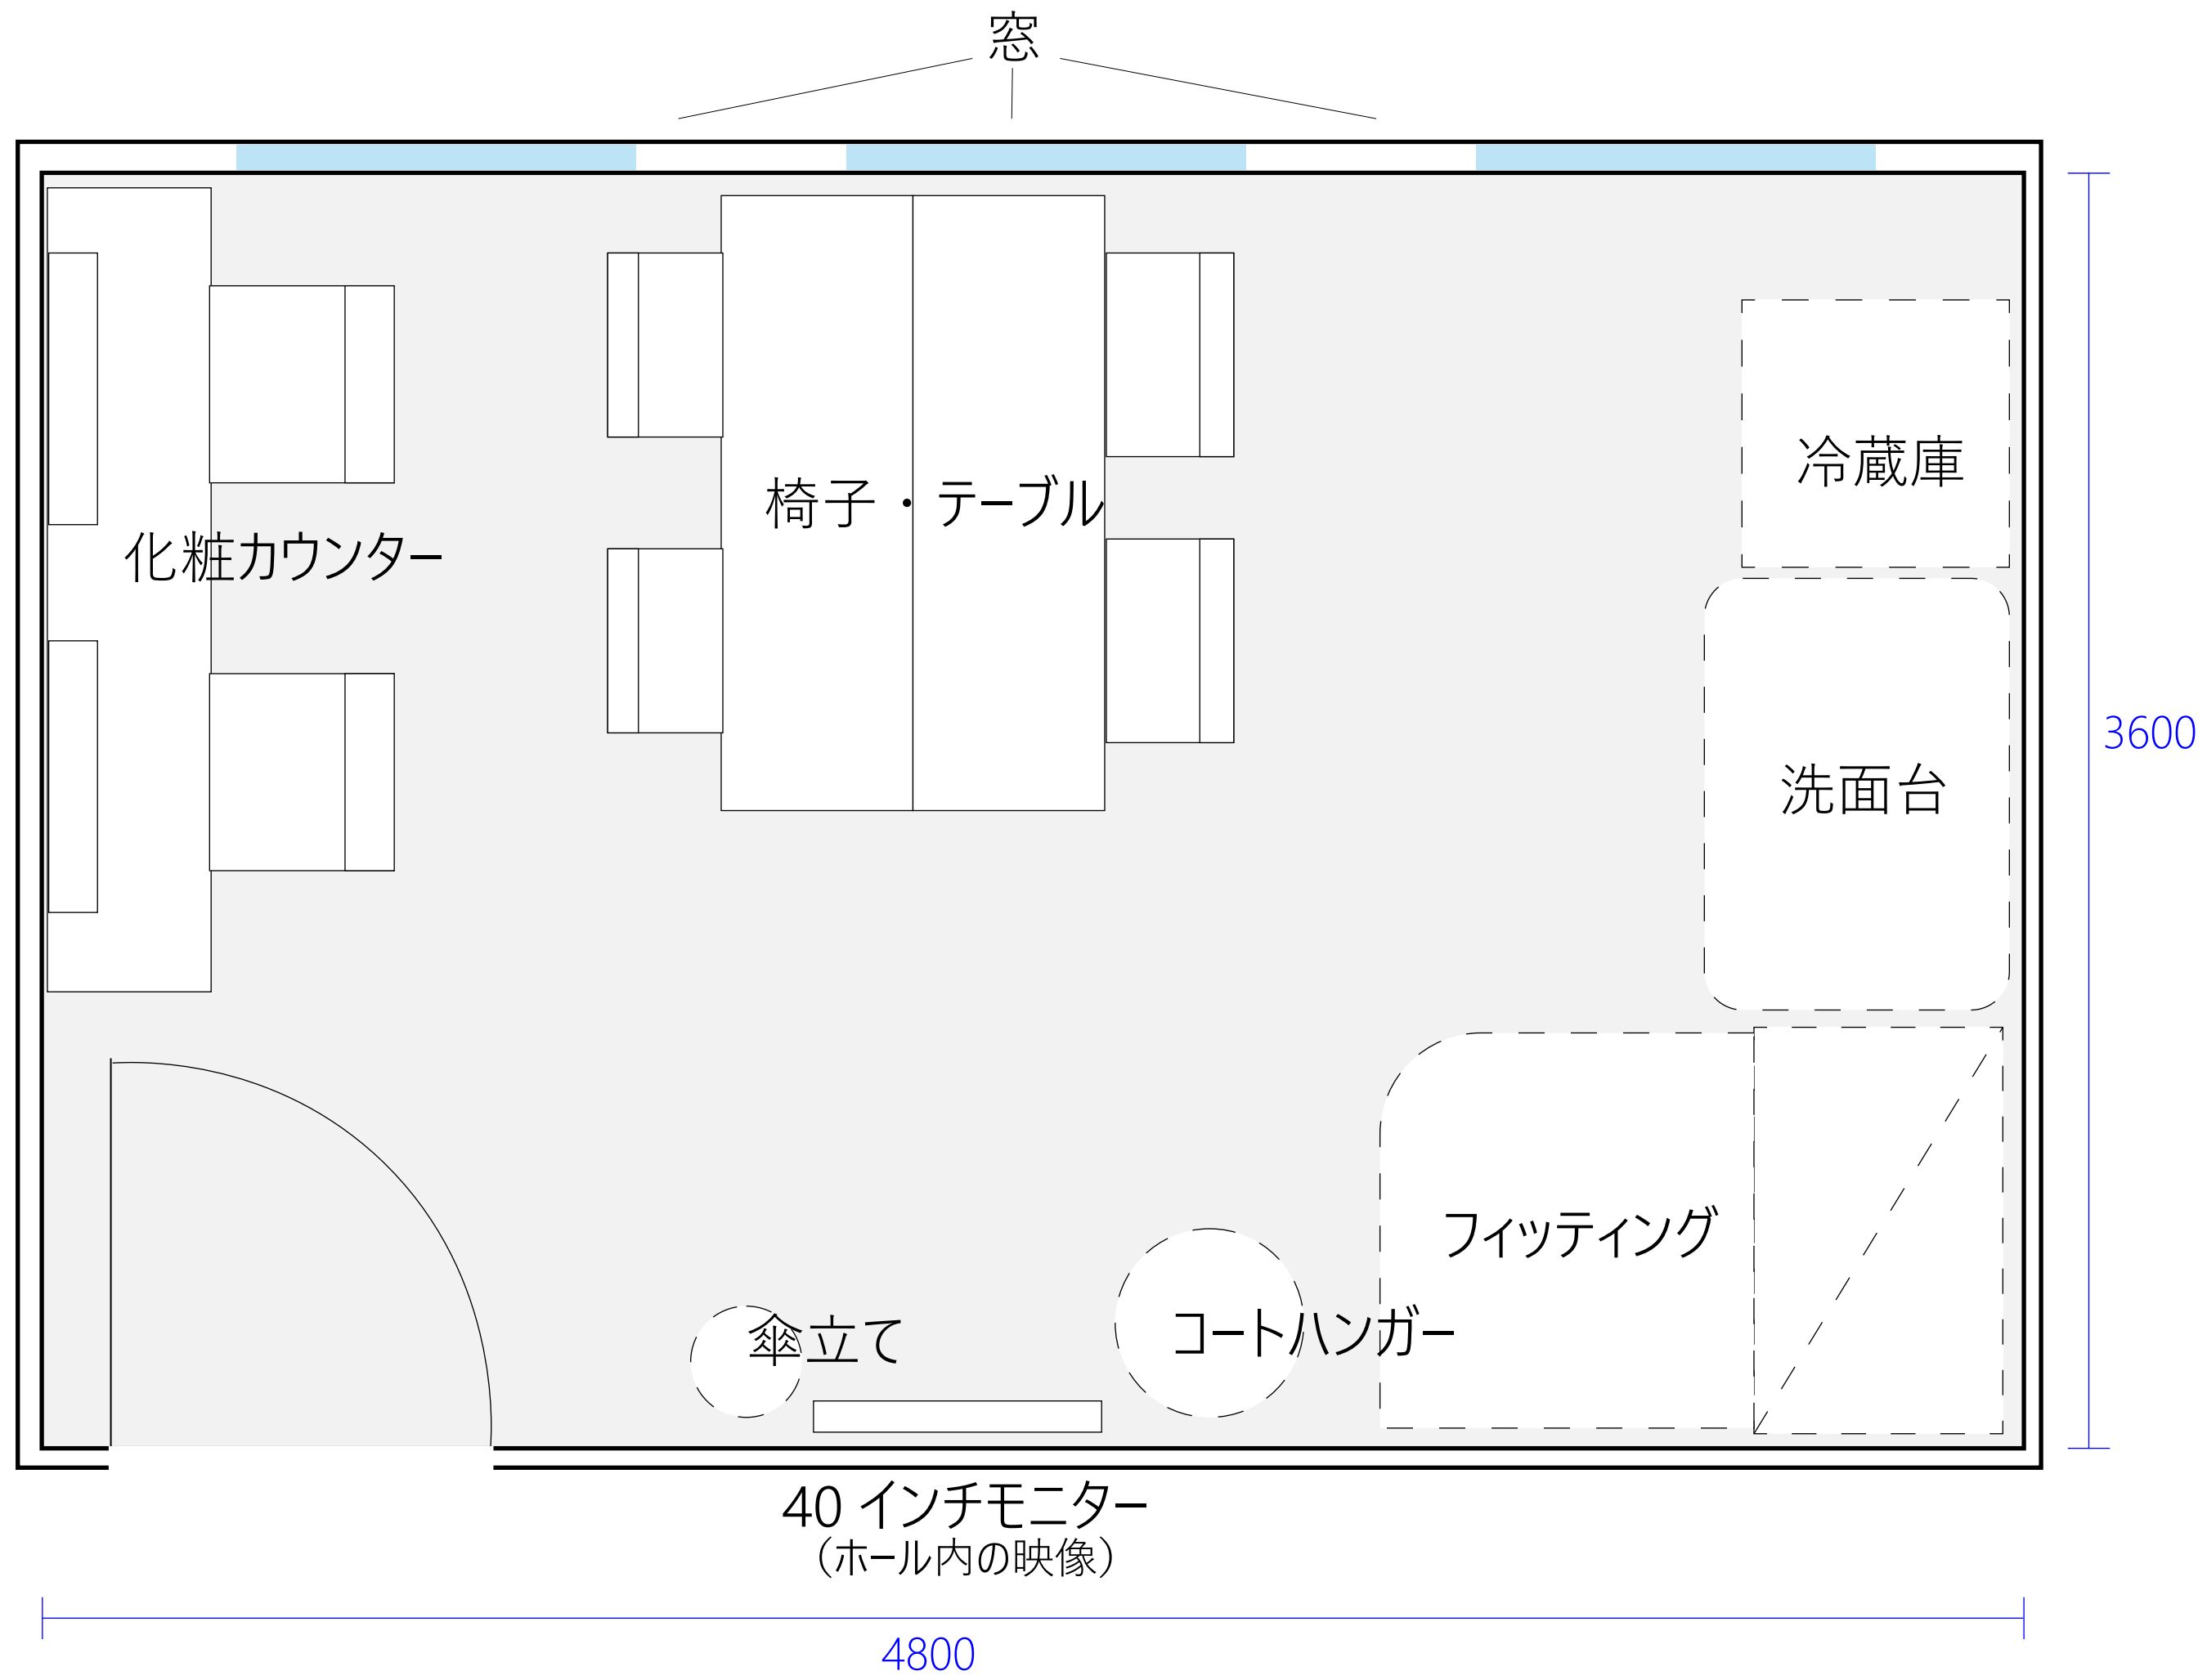 窓
冷蔵庫
椅子・テーブル
化粧カウンター
3600
洗面台
フィッティング
傘立て
コートハンガー
40 インチモニター
（ホール内の映像）
4800